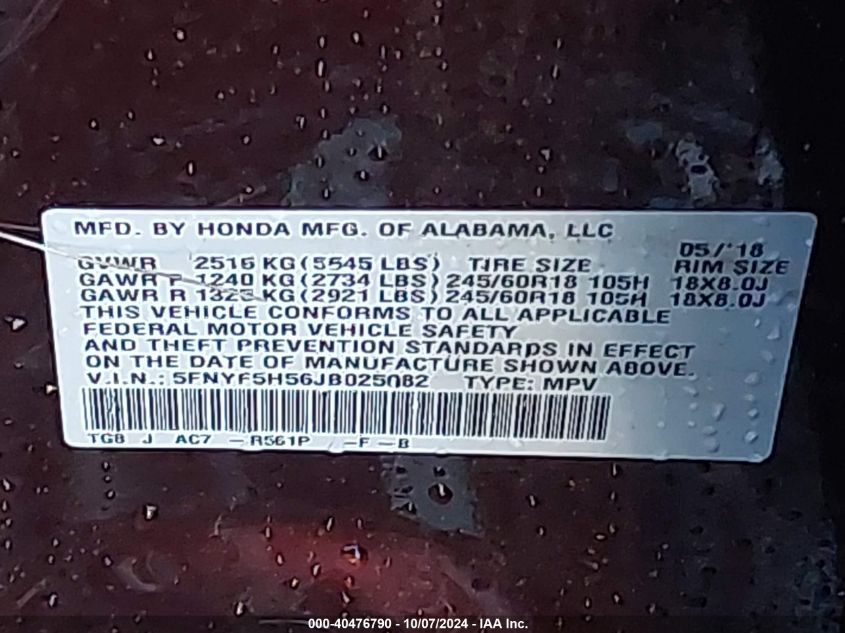 MFD. BY HONDA MFG. OF ALABAMA, LLC
05/'18
GVWR 2516 KG (5545 LBS) TIRE SIZE RIM SIZE
GAWR F 1240 KG (2734 LBS) 245/60R18 105H 18X8.0J
GAWR R 1325 KG (2921 LBS) 245/60R18 105H 18X8.0J
THIS VEHICLE CONFORMS TO ALL APPLICABLE
FEDERAL MOTOR VEHICLE SAFETY
AND THEFT PREVENTION STANDARDS IN EFFECT
ON THE DATE OF MANUFACTURE SHOWN ABOVE.
V.I.N.: 5FNYF5H56JB025082 TYPE: MPV
TG8 J AC7 –R561P –F –B
000-40476790 - 10/07/2024 - IAA Inc.